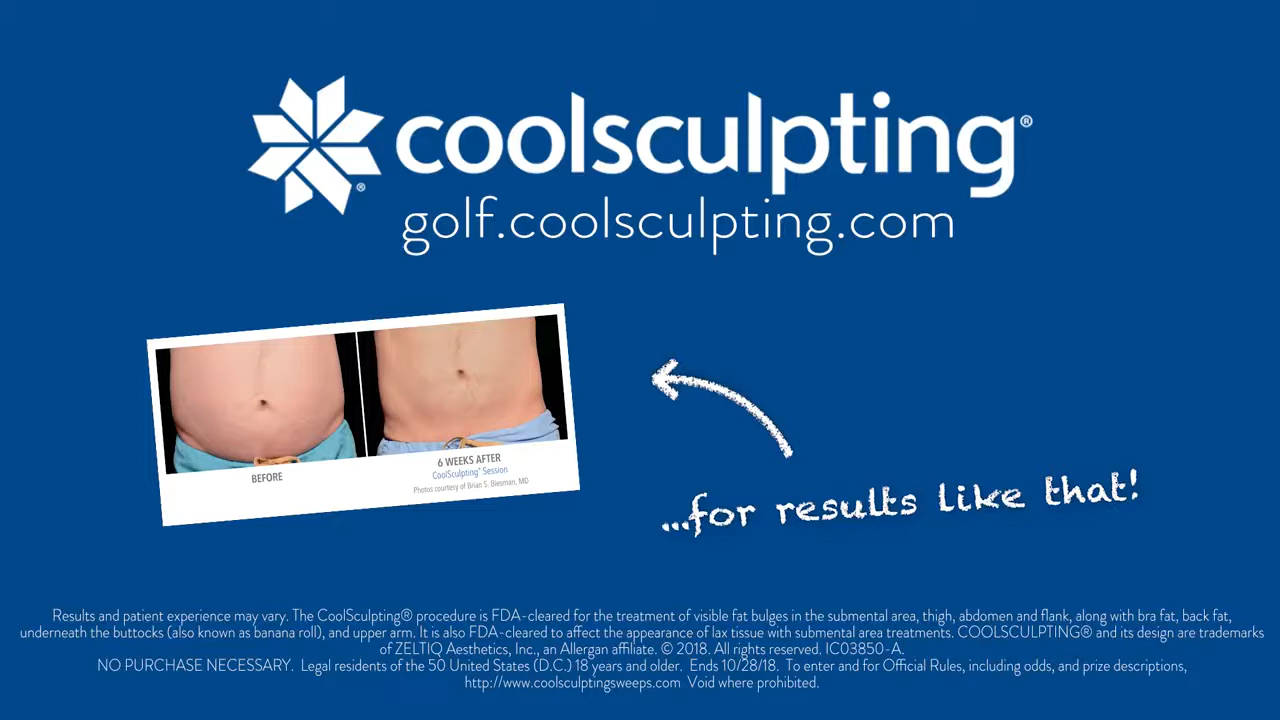 coolsculpting®
®
golf.coolsculpting.com
BEFORE
6 WEEKS AFTER
CoolSculpting® Session
Photos courtesy of Brian S. Biesman, MD
...for results like that!
Results and patient experience may vary. The CoolSculpting® procedure is FDA-cleared for the treatment of visible fat bulges in the submental area, thigh, abdomen and flank, along with bra fat, back fat,
underneath the buttocks (also known as banana roll), and upper arm. It is also FDA-cleared to affect the appearance of lax tissue with submental area treatments. COOLSCULPTING® and its design are trademarks
of ZELTIQ Aesthetics, Inc., an Allergan affiliate. © 2018. All rights reserved. IC03850-A.
NO PURCHASE NECESSARY. Legal residents of the 50 United States (D.C.) 18 years and older. Ends 10/28/18. To enter and for Official Rules, including odds, and prize descriptions,
http://www.coolsculptingsweeps.com Void where prohibited.